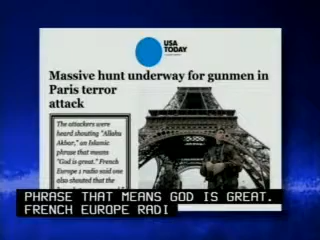 USA
TODAY
Massive hunt underway for gunmen in
Paris terror
attack
The attackers were
heard shouting "Allahu
Akbar," an Islamic
phrase that means
"God is great." French
Europe 1 radio said one
also shouted that the
PHRASE THAT MEANS GOD IS GREAT.
FRENCH EUROPE RADI